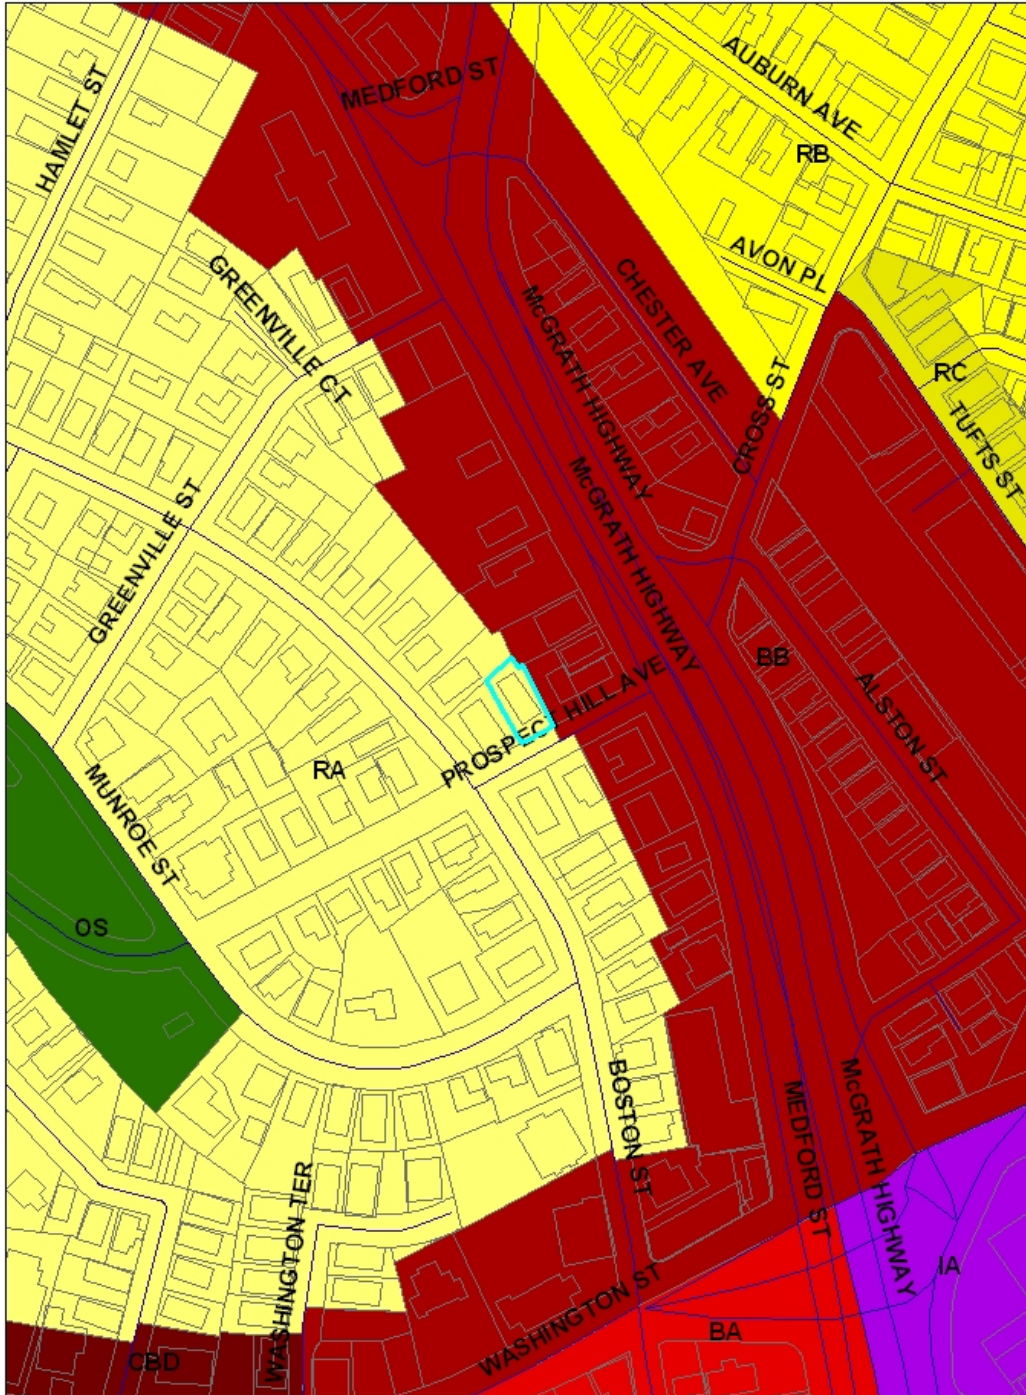 HAMLET ST
MEDFORD ST
AUBURN AVE
RB
AVON PL
GREENVILLE CT
CHESTER AVE
McGRATH HIGHWAY
CROSS ST
RC
TUFTS ST
McGRATH HIGHWAY
GREENVILLE ST
BB
PROSPECT HILL AVE
ALSTON ST
RA
MUNROE ST
OS
BOSTON ST
MEDFORD ST
McGRATH HIGHWAY
WASHINGTON TER
IA
WASHINGTON ST
BA
CBD